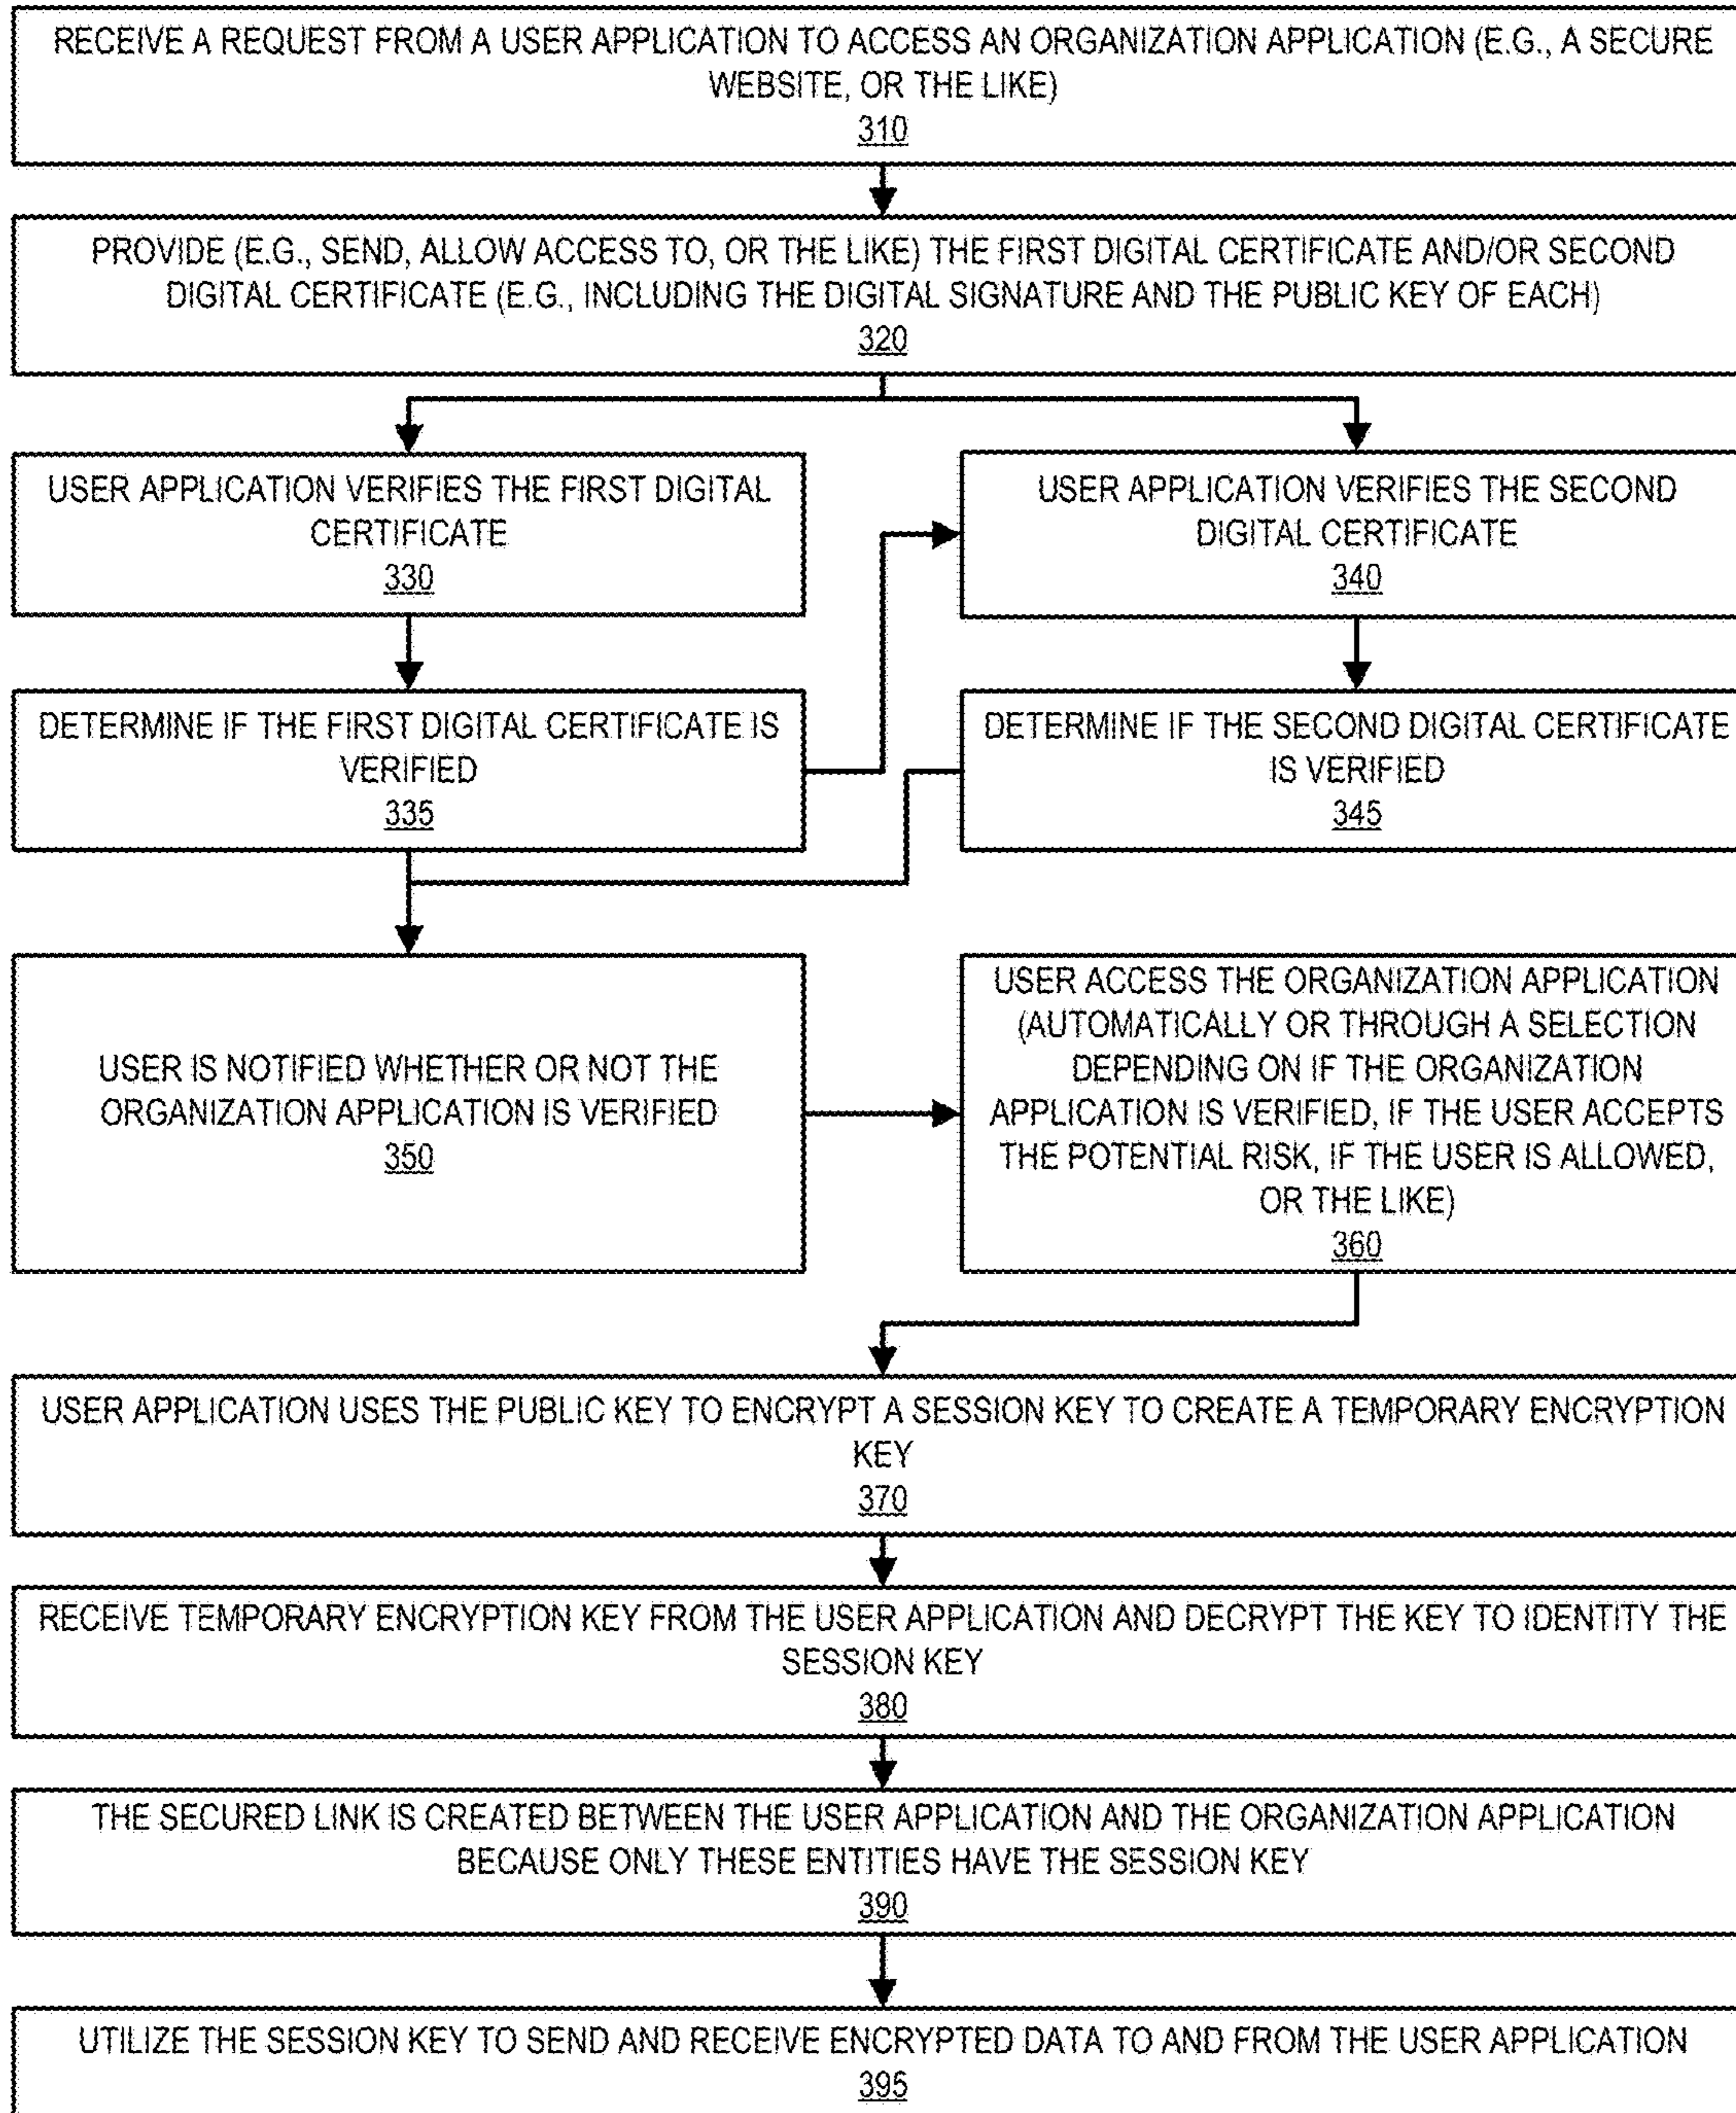 RECEIVE A REQUEST FROM A USER APPLICATION TO ACCESS AN ORGANIZATION APPLICATION (E.G., A SECURE
WEBSITE, OR THE LIKE)
310
PROVIDE (E.G., SEND, ALLOW ACCESS TO, OR THE LIKE) THE FIRST DIGITAL CERTIFICATE AND/OR SECOND
DIGITAL CERTIFICATE (E.G., INCLUDING THE DIGITAL SIGNATURE AND THE PUBLIC KEY OF EACH)
320
USER APPLICATION VERIFIES THE FIRST DIGITAL
CERTIFICATE
330
USER APPLICATION VERIFIES THE SECOND
DIGITAL CERTIFICATE
340
DETERMINE IF THE FIRST DIGITAL CERTIFICATE IS
VERIFIED
335
DETERMINE IF THE SECOND DIGITAL CERTIFICATE
IS VERIFIED
345
USER IS NOTIFIED WHETHER OR NOT THE
ORGANIZATION APPLICATION IS VERIFIED
350
USER ACCESS THE ORGANIZATION APPLICATION
(AUTOMATICALLY OR THROUGH A SELECTION
DEPENDING ON IF THE ORGANIZATION
APPLICATION IS VERIFIED, IF THE USER ACCEPTS
THE POTENTIAL RISK, IF THE USER IS ALLOWED,
OR THE LIKE)
360
USER APPLICATION USES THE PUBLIC KEY TO ENCRYPT A SESSION KEY TO CREATE A TEMPORARY ENCRYPTION
KEY
370
RECEIVE TEMPORARY ENCRYPTION KEY FROM THE USER APPLICATION AND DECRYPT THE KEY TO IDENTITY THE
SESSION KEY
380
THE SECURED LINK IS CREATED BETWEEN THE USER APPLICATION AND THE ORGANIZATION APPLICATION
BECAUSE ONLY THESE ENTITIES HAVE THE SESSION KEY
390
UTILIZE THE SESSION KEY TO SEND AND RECEIVE ENCRYPTED DATA TO AND FROM THE USER APPLICATION
395